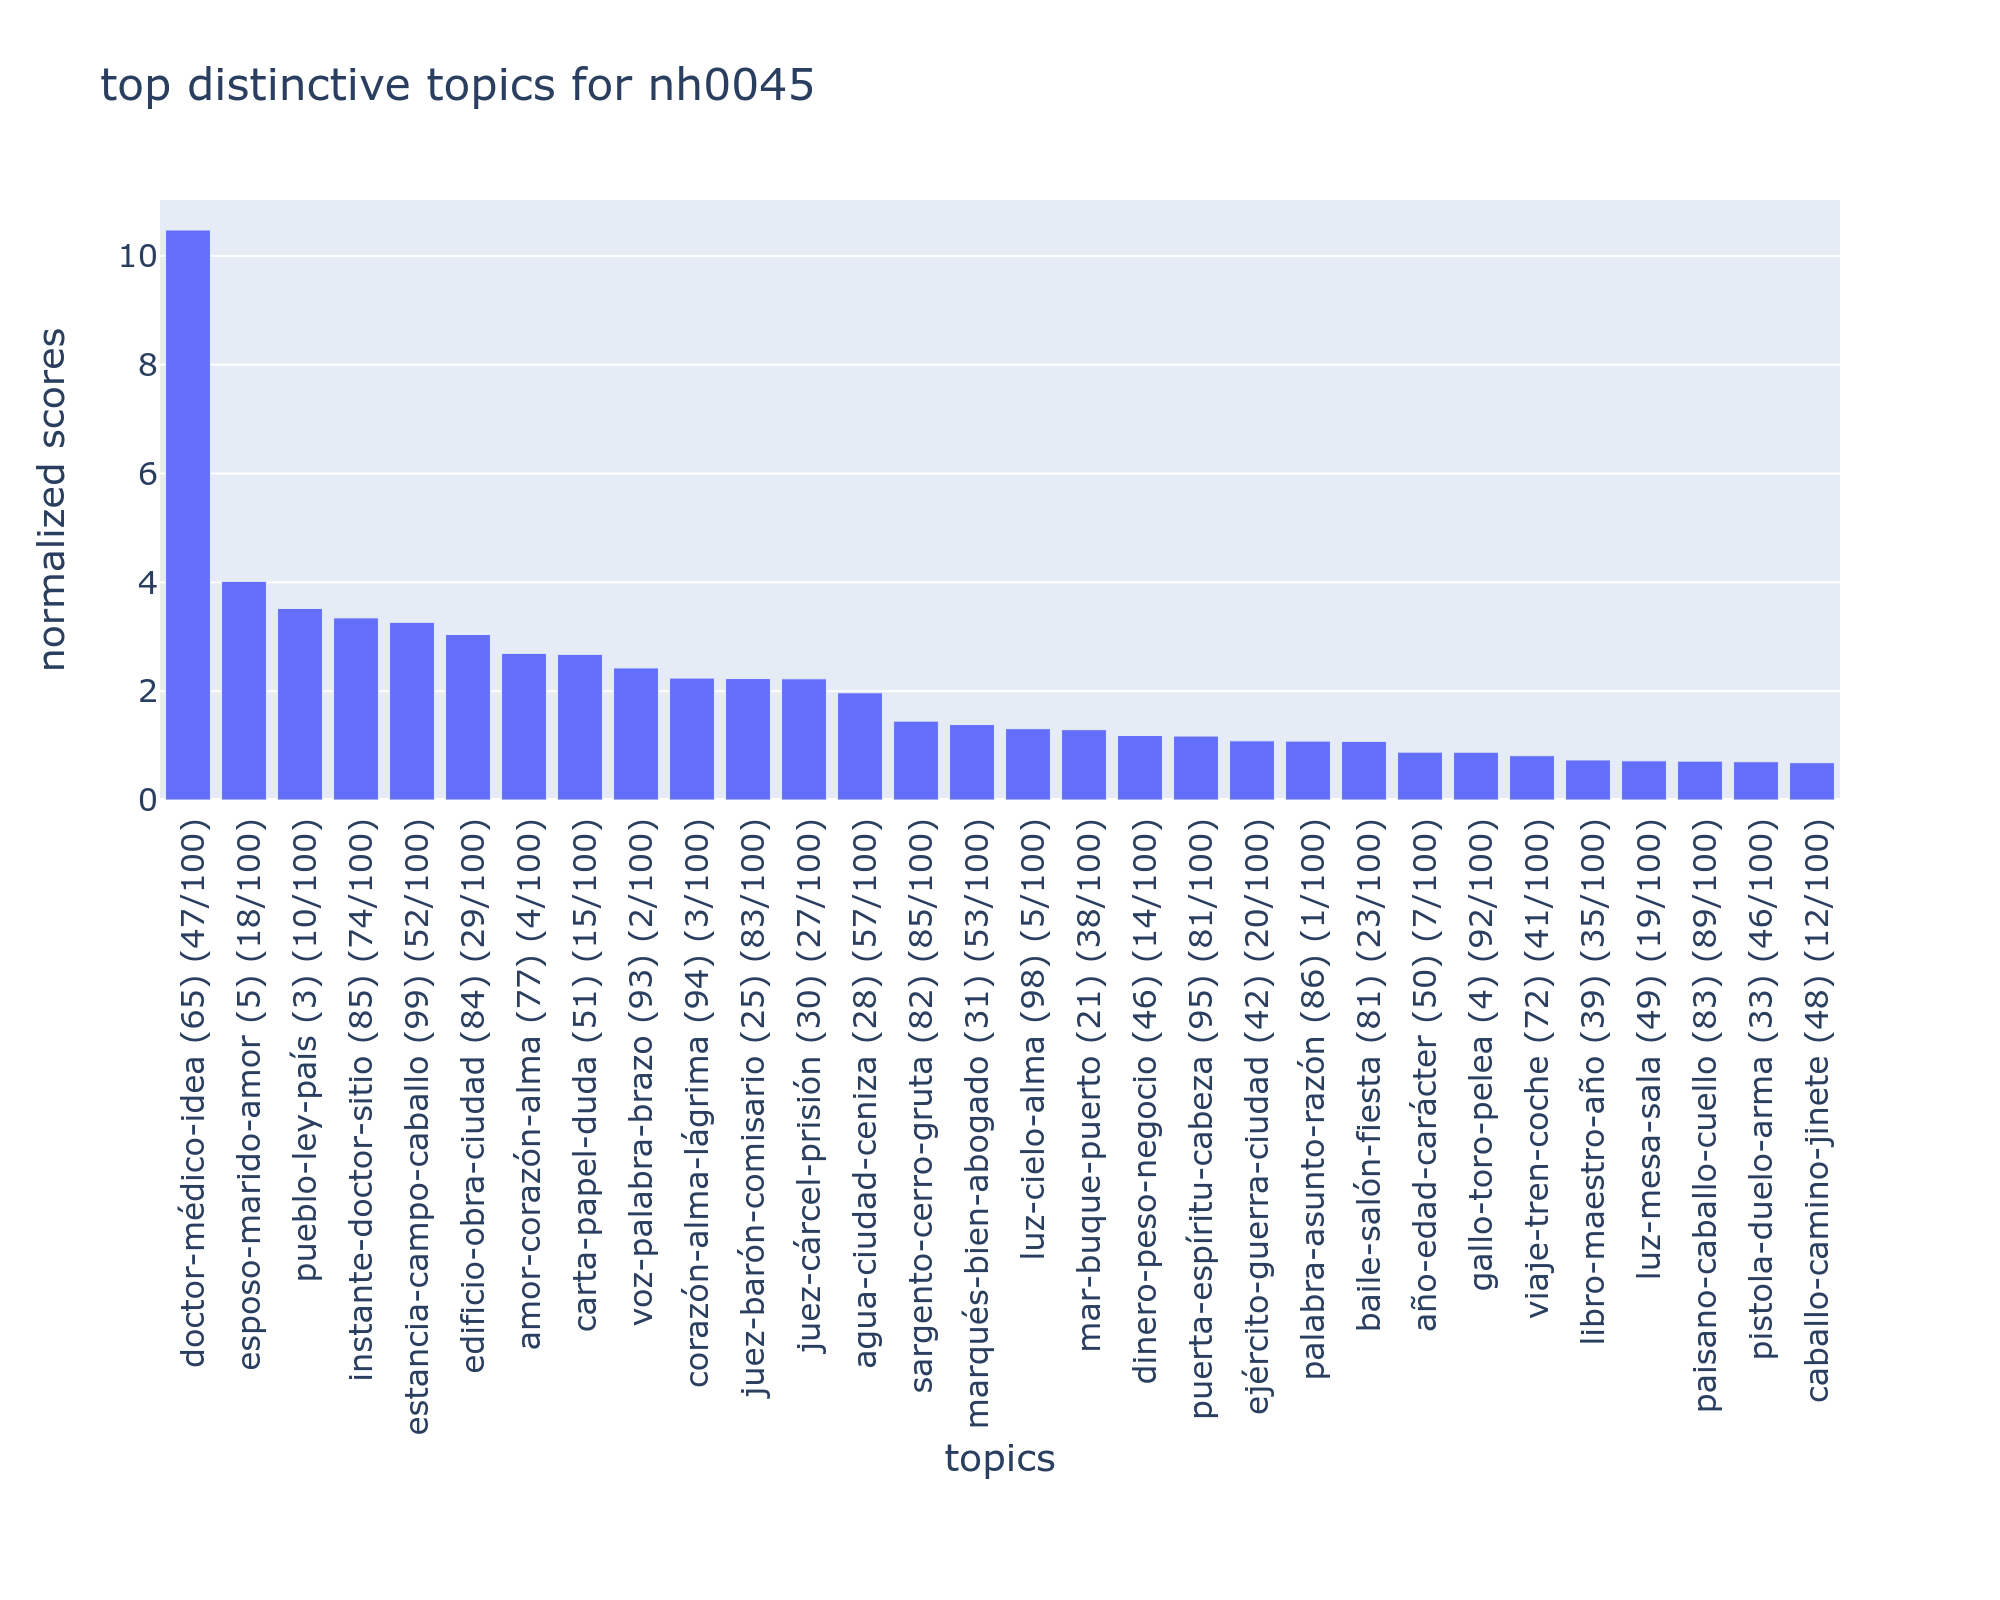 top distinctive topics for nh0045
normalized scores
10
8
6
4
2
0
doctor-médico-idea (65) (47/100)
esposo-marido-amor (5) (18/100)
pueblo-ley-país (3) (10/100)
instante-doctor-sitio (85) (74/100)
estancia-campo-caballo (99) (52/100)
edificio-obra-ciudad (84) (29/100)
amor-corazón-alma (77) (4/100)
carta-papel-duda (51) (15/100)
voz-palabra-brazo (93) (2/100)
corazón-alma-lágrima (94) (3/100)
juez-barón-comisario (25) (83/100)
juez-cárcel-prisión (30) (27/100)
agua-ciudad-ceniza (28) (57/100)
sargento-cerro-gruta (82) (85/100)
marqués-bien-abogado (31) (53/100)
luz-cielo-alma (98) (5/100)
mar-buque-puerto (21) (38/100)
dinero-peso-negocio (46) (14/100)
puerta-espíritu-cabeza (95) (81/100)
ejército-guerra-ciudad (42) (20/100)
palabra-asunto-razón (86) (1/100)
baile-salón-fiesta (81) (23/100)
año-edad-carácter (50) (7/100)
gallo-toro-pelea (4) (92/100)
viaje-tren-coche (72) (41/100)
libro-maestro-año (39) (35/100)
luz-mesa-sala (49) (19/100)
paisano-caballo-cuello (83) (89/100)
pistola-duelo-arma (33) (46/100)
caballo-camino-jinete (48) (12/100)
topics